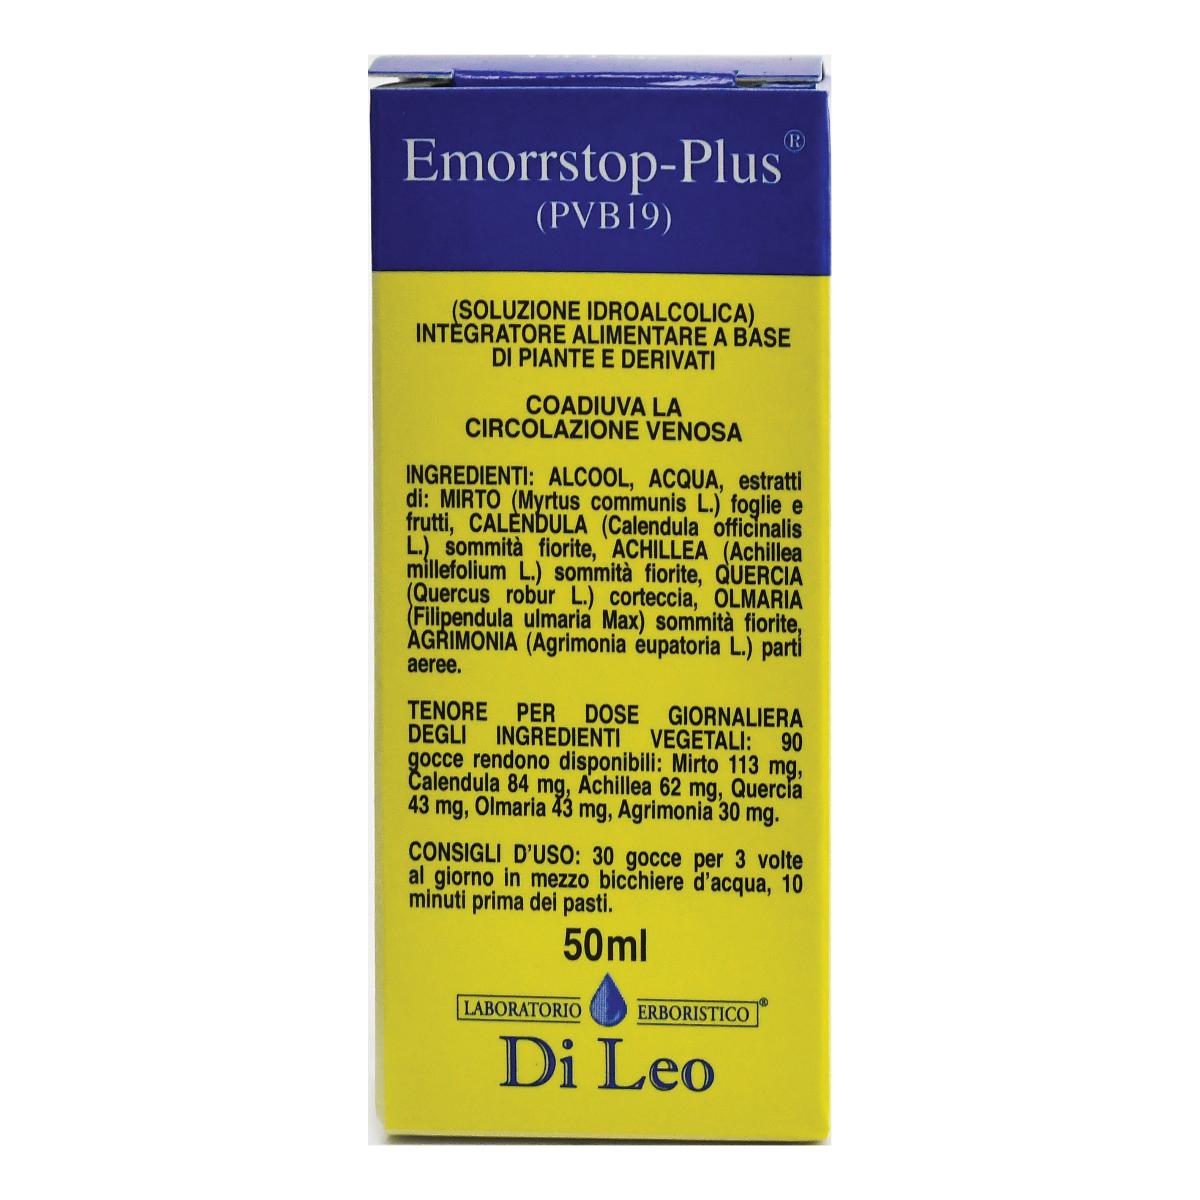 Emorrstop-Plus®
(PVB19)
(SOLUZIONE IDROALCOLICA)
INTEGRATORE ALIMENTARE A BASE
DI PIANTE E DERIVATI
COADIUVA LA
CIRCOLAZIONE VENOSA
INGREDIENTI: ALCOOL, ACQUA, estratti
di: MIRTO (Myrtus communis L.) foglie e
frutti, CALENDULA (Calendula officinalis
L.) sommità fiorite, ACHILLEA (Achillea
millefolium L.) sommità fiorite, QUERCIA
(Quercus robur L.) corteccia, OLMARIA
(Filipendula ulmaria Max) sommità fiorite,
AGRIMONIA (Agrimonia eupatoria L.) parti
aeree.
TENORE PER DOSE GIORNALIERA
DEGLI INGREDIENTI VEGETALI: 90
gocce rendono disponibili: Mirto 113 mg,
Calendula 84 mg, Achillea 62 mg, Quercia
43 mg, Olmaria 43 mg, Agrimonia 30 mg.
CONSIGLI D'USO: 30 gocce per 3 volte
al giorno in mezzo bicchiere d'acqua, 10
minuti prima dei pasti.
50ml
LABORATORIO ERBORISTICO®
Di Leo